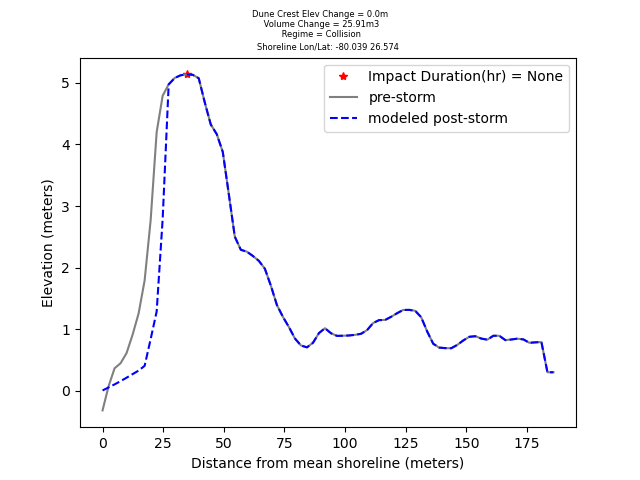 Dune Crest Elev Change = 0.0m
Volume Change = 25.91m3
Regime = Collision
Shoreline Lon/Lat: -80.039 26.574
Impact Duration(hr) = None
pre-storm
modeled post-storm
Elevation (meters)
5
4
3
2
1
0
0 25 50 75 100 125 150 175
Distance from mean shoreline (meters)